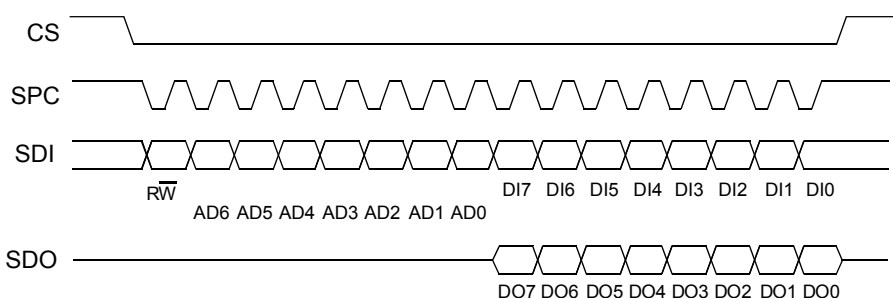 CS
SPC
SDI
RW̅
DI7 DI6 DI5 DI4 DI3 DI2 DI1 DI0
AD6 AD5 AD4 AD3 AD2 AD1 AD0
SDO
DO7 DO6 DO5 DO4 DO3 DO2 DO1 DO0